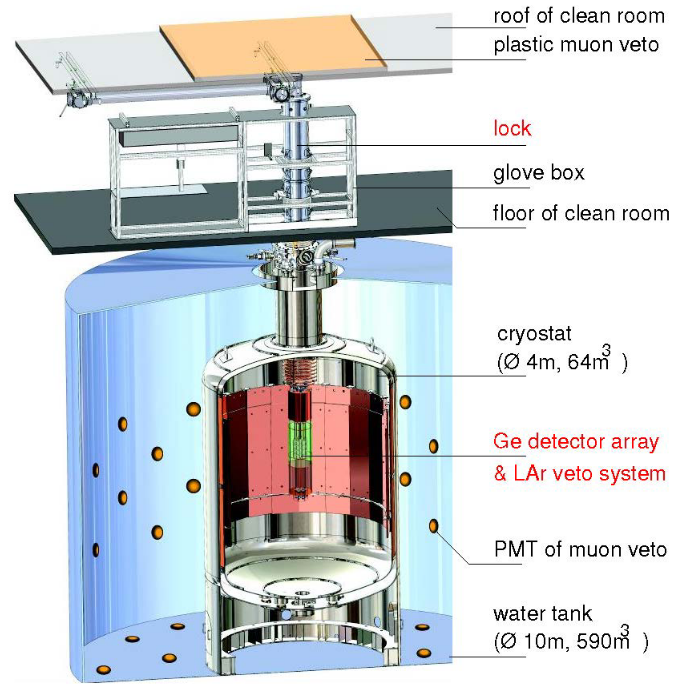 roof of clean room
plastic muon veto
lock
glove box
floor of clean room
cryostat
(Ø 4m, 64m³ )
Ge detector array
& LAr veto system
PMT of muon veto
water tank
(Ø 10m, 590m³ )